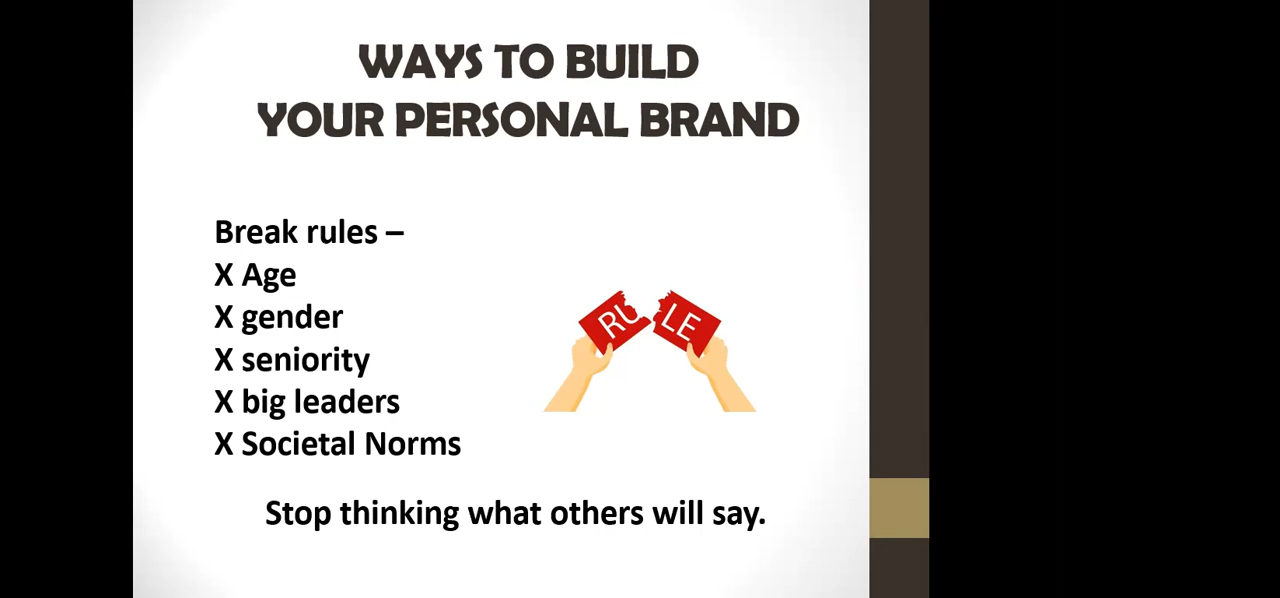 WAYS TO BUILD
YOUR PERSONAL BRAND
Break rules –
X Age
X gender
X seniority
X big leaders
X Societal Norms
RU LE
Stop thinking what others will say.